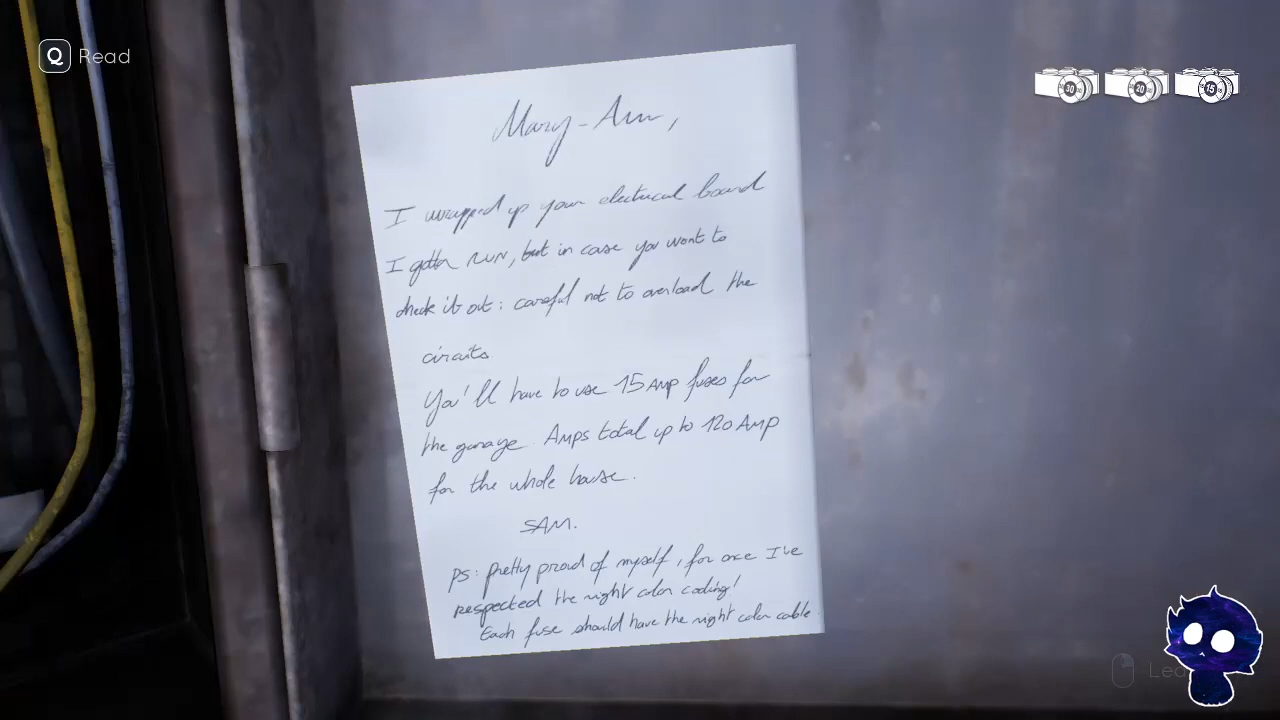 Q Read
30 20 15
Mary-Ann,
I wrapped up your electrical board
I gotta RUN, but in case you want to
check it out: careful not to overload the
circuits
You'll have to use 15 AMP fuses for
the garage. Amps total up to 120 AMP
for the whole house.
SAM.
PS: pretty proud of myself, for once I've
respected the right color coding!
Each fuse should have the right color cable